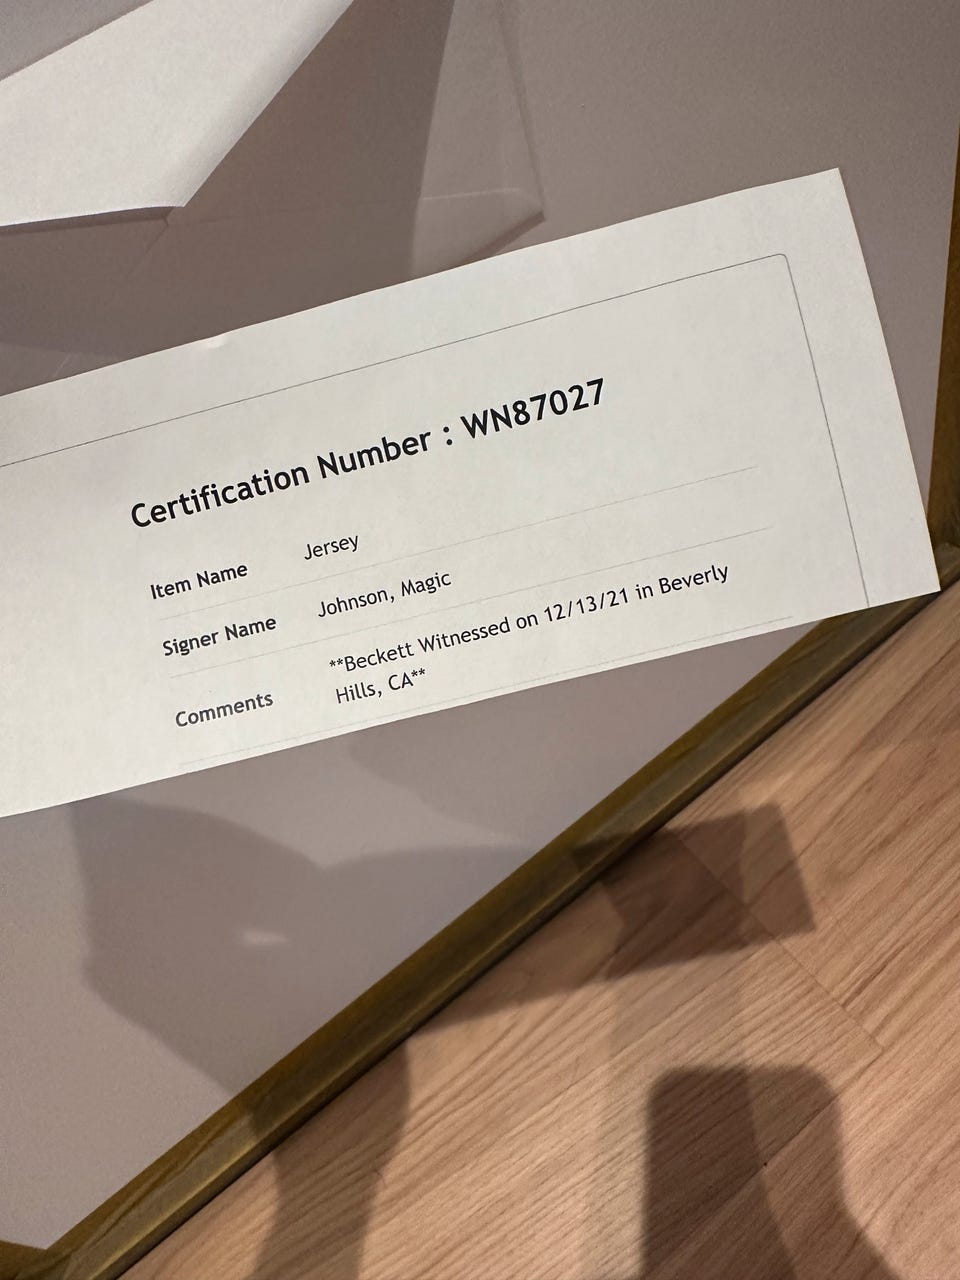 Certification Number : WN87027
Item Name Jersey
Signer Name Johnson, Magic
Comments **Beckett Witnessed on 12/13/21 in Beverly
Hills, CA**